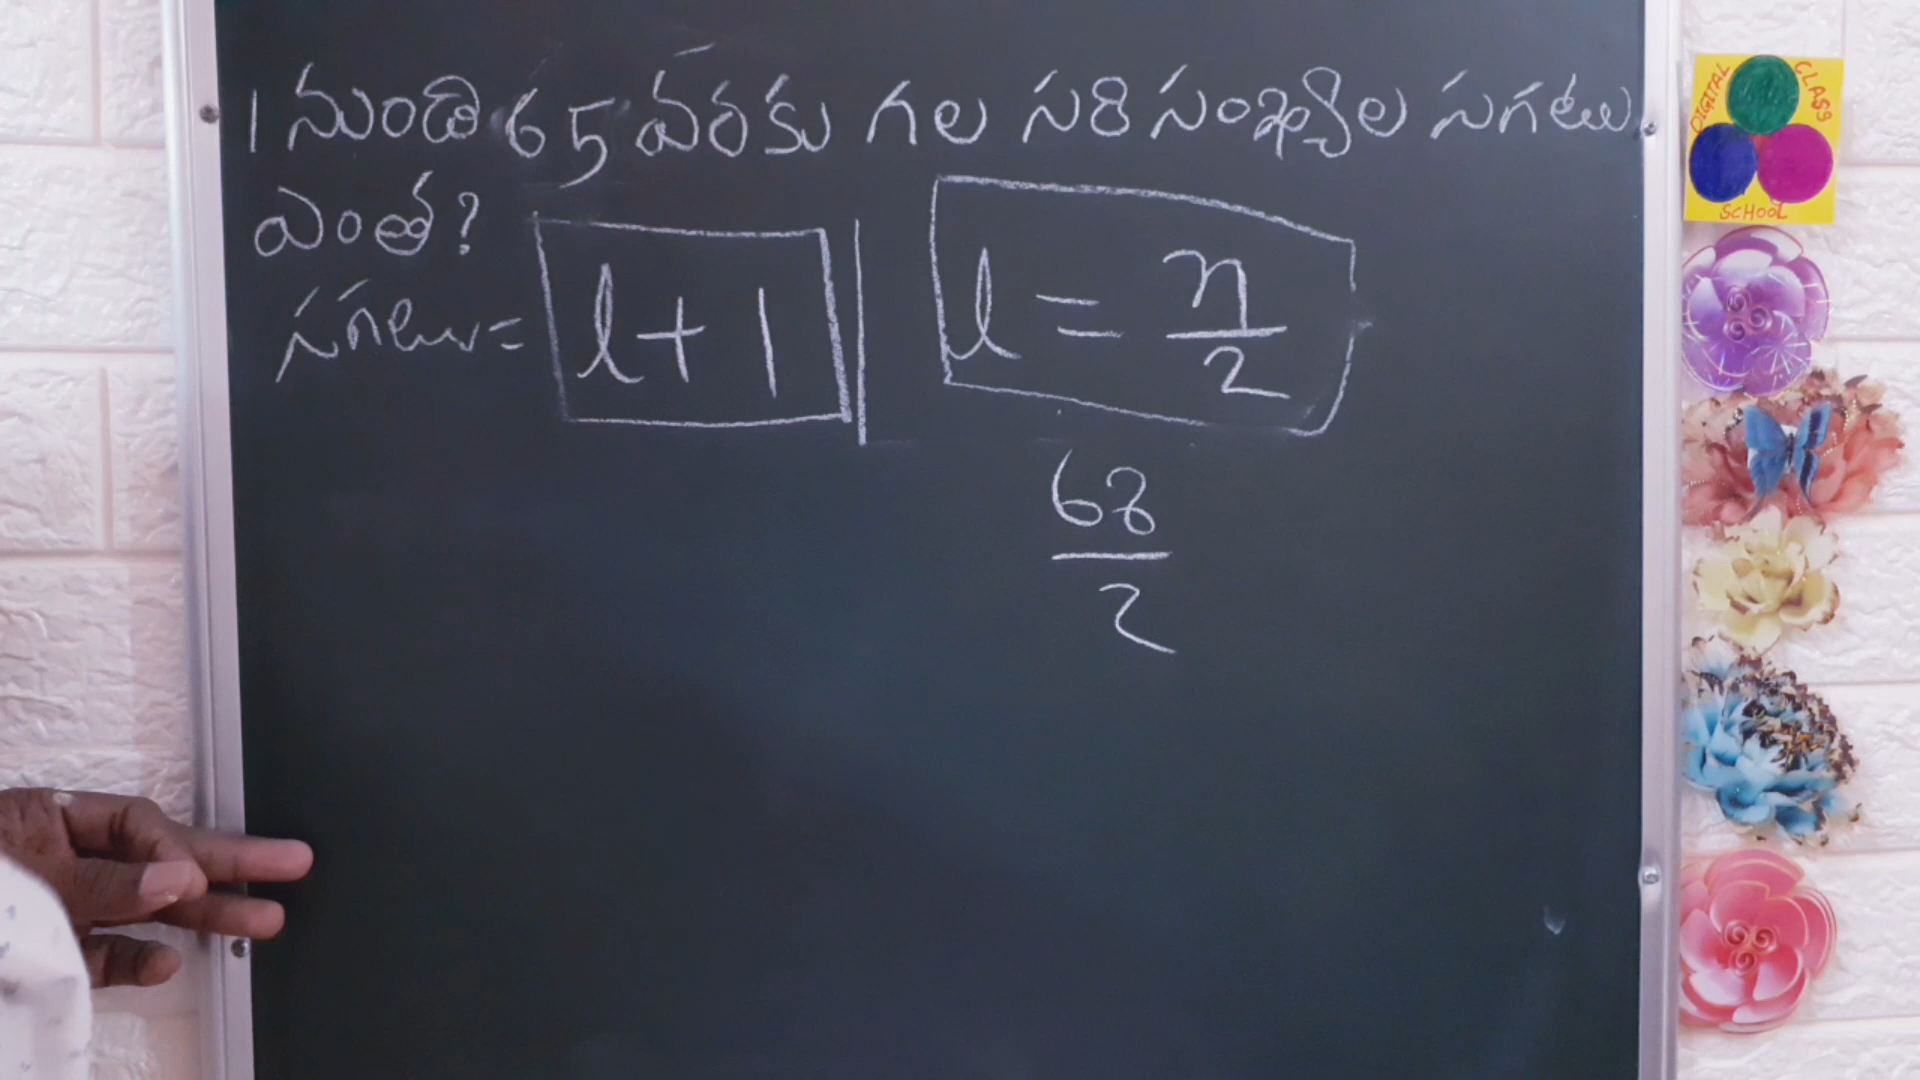 1 నుండి 65 వరకు గల సరి సంఖ్యల సగటు
ఎంత?
సగటు = l + 1
l = n/2
68/2
DIGITAL CLASS SCHOOL